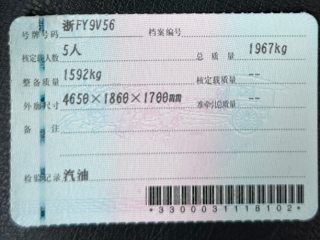 号牌号码 浙FY9V56 档案编号
核定载人数 5人 总质量 1967kg
整备质量 1592kg 核定载质量 --
外廓尺寸 4650×1860×1700mm 准牵引总质量 --
备注
检验记录 汽油
*3300031118102*